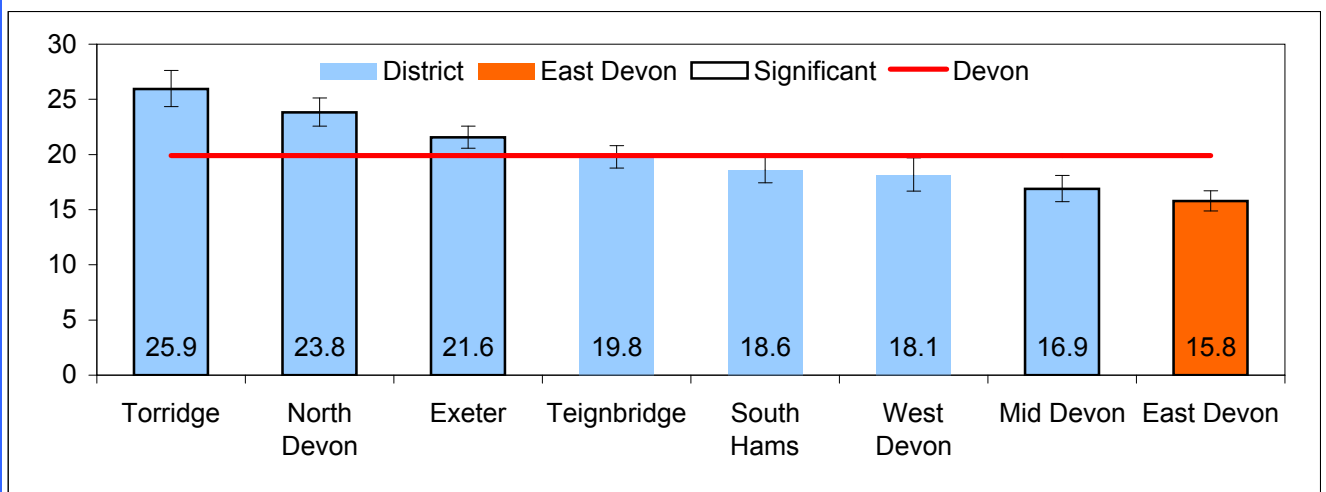 30
25
20
15
10
5
0
District East Devon Significant Devon
25.9 23.8 21.6 19.8 18.6 18.1 16.9 15.8
Torridge North Devon Exeter Teignbridge South Hams West Devon Mid Devon East Devon